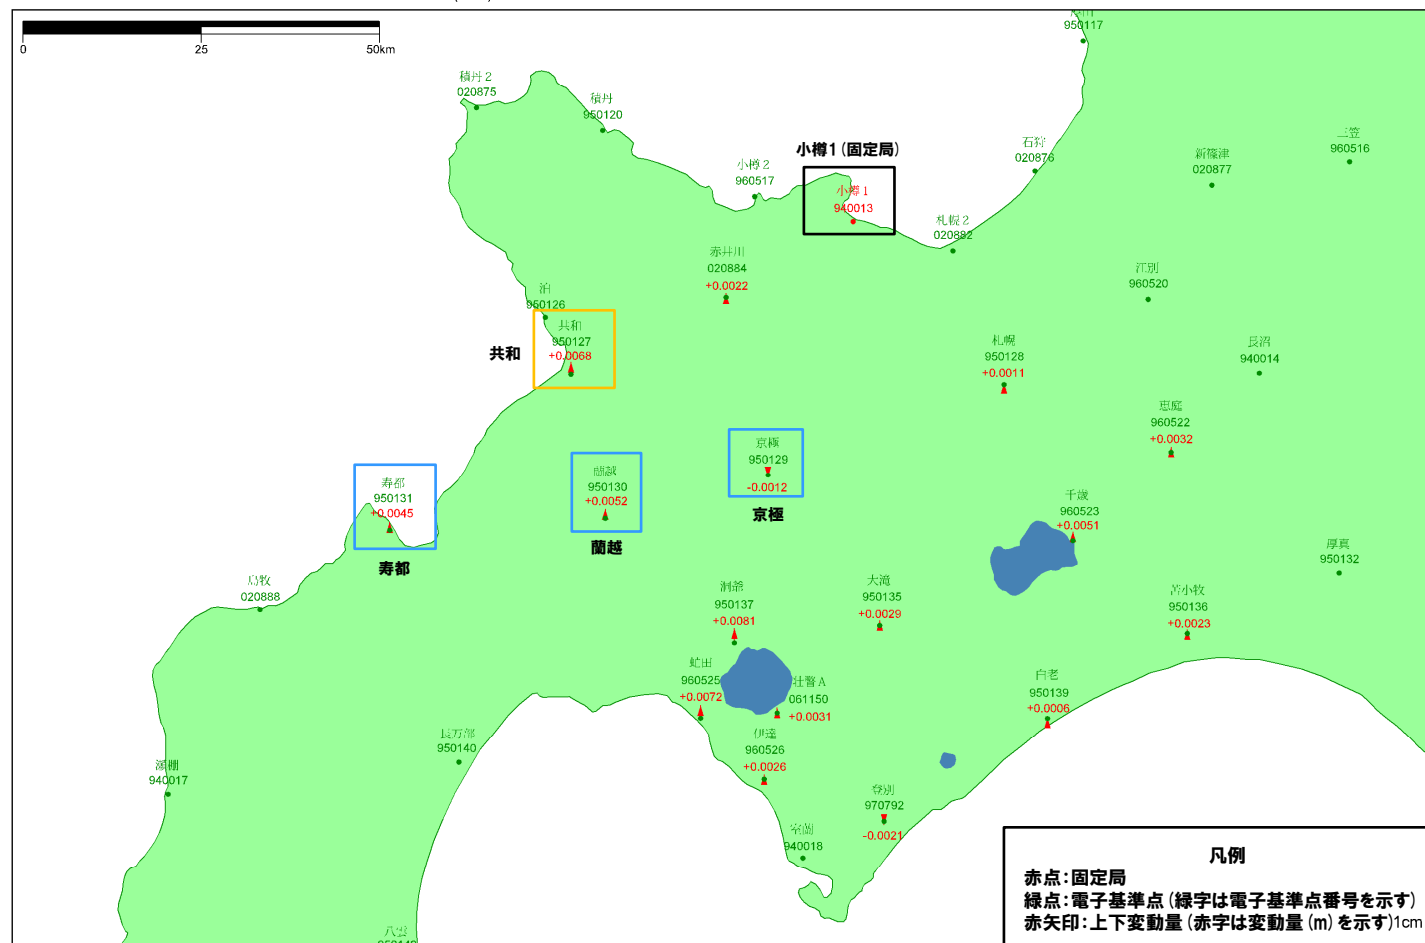 0
25
50km
950117
積丹２
020875
積丹
950120
小樽1 (固定局)
小樽１
940013
小樽２
960517
石狩
020876
新篠津
020877
三笠
960516
札幌２
020882
赤井川
020884
+0.0022
江別
960520
泊
950126
共和
950127
+0.0068
共和
札幌
950128
+0.0011
長沼
940014
恵庭
960522
+0.0032
京極
950129
-0.0012
京極
蘭越
950130
+0.0052
蘭越
寿都
950131
+0.0045
寿都
千歳
960523
+0.0051
厚真
950132
島牧
020888
洞爺
950137
+0.0081
大滝
950135
+0.0029
苫小牧
950136
+0.0023
虻田
960525
+0.0072
壮瞥Ａ
061150
+0.0031
白老
950139
+0.0006
長万部
950140
伊達
960526
+0.0026
瀬棚
940017
登別
970792
-0.0021
室蘭
940018
八雲
凡例
赤点：固定局
緑点：電子基準点 (緑字は電子基準点番号を示す)
赤矢印：上下変動量 (赤字は変動量 (m) を示す)1cm